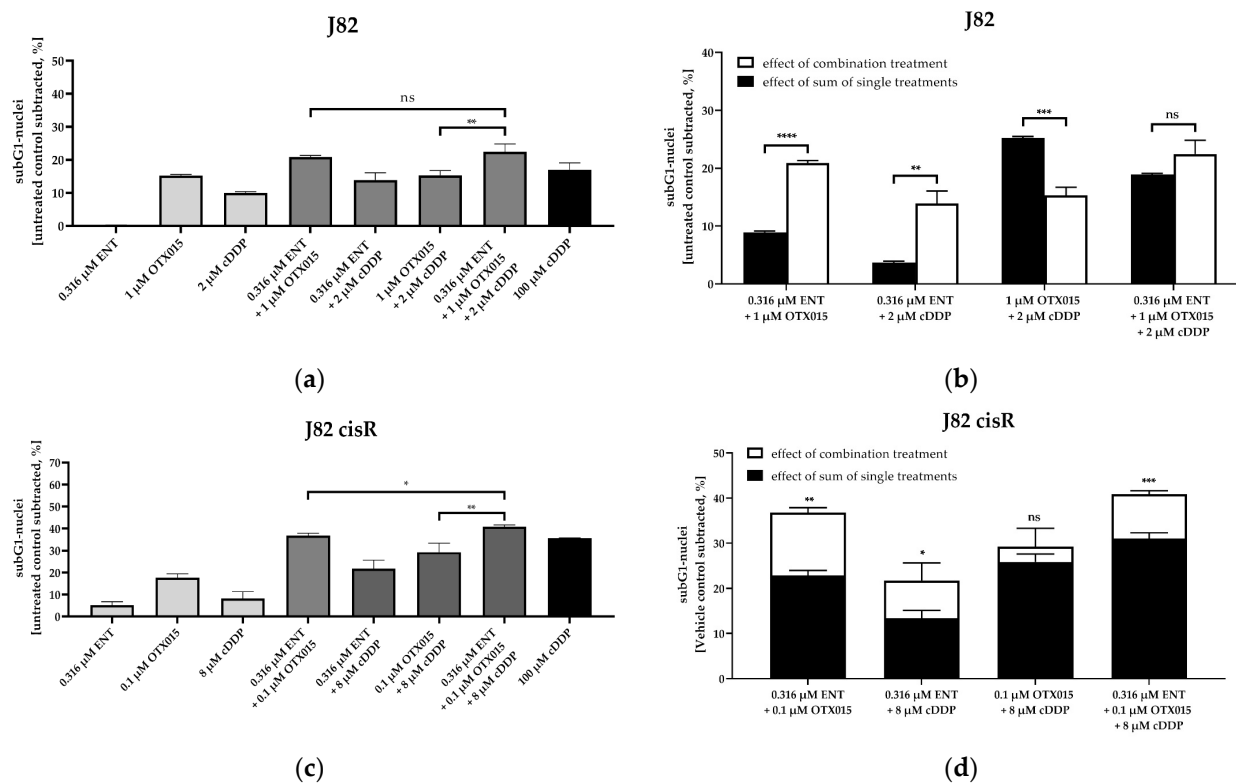 J82
subG1-nuclei
[untreated control subtracted, %]
50
40
30
20
10
0
ns
**
0.316 µM ENT
1 µM OTX015
2 µM cDDP
0.316 µM ENT
+ 1 µM OTX015
0.316 µM ENT
+ 2 µM cDDP
1 µM OTX015
+ 2 µM cDDP
0.316 µM ENT
+ 1 µM OTX015
+ 2 µM cDDP
100 µM cDDP
(a)
J82
subG1-nuclei
[untreated control subtracted, %]
40
30
20
10
0
effect of combination treatment
effect of sum of single treatments
****
**
***
ns
0.316 µM ENT
+ 1 µM OTX015
0.316 µM ENT
+ 2 µM cDDP
1 µM OTX015
+ 2 µM cDDP
0.316 µM ENT
+ 1 µM OTX015
+ 2 µM cDDP
(b)
J82 cisR
subG1-nuclei
[untreated control subtracted, %]
70
60
50
40
30
20
10
0
*
**
0.316 µM ENT
0.1 µM OTX015
8 µM cDDP
0.316 µM ENT
+ 0.1 µM OTX015
0.316 µM ENT
+ 8 µM cDDP
0.1 µM OTX015
+ 8 µM cDDP
0.316 µM ENT
+ 0.1 µM OTX015
+ 8 µM cDDP
100 µM cDDP
(c)
J82 cisR
subG1-nuclei
[Vehicle control subtracted, %]
50
40
30
20
10
0
effect of combination treatment
effect of sum of single treatments
**
*
ns
***
0.316 µM ENT
+ 0.1 µM OTX015
0.316 µM ENT
+ 8 µM cDDP
0.1 µM OTX015
+ 8 µM cDDP
0.316 µM ENT
+ 0.1 µM OTX015
+ 8 µM cDDP
(d)